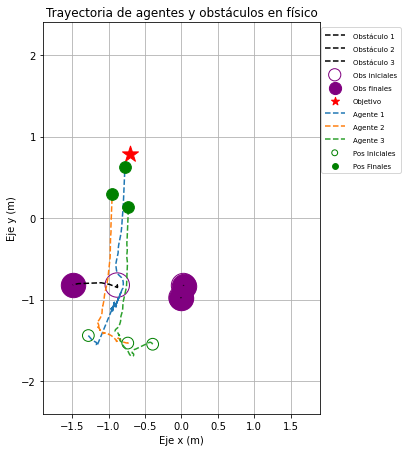 Trayectoria de agentes y obstáculos en físico
Obstáculo 1
Obstáculo 2
Obstáculo 3
Obs iniciales
Obs finales
Objetivo
Agente 1
Agente 2
Agente 3
Pos Iniciales
Pos Finales
Eje y (m)
2
1
0
−1
−2
−1.5
−1.0
−0.5
0.0
0.5
1.0
1.5
Eje x (m)